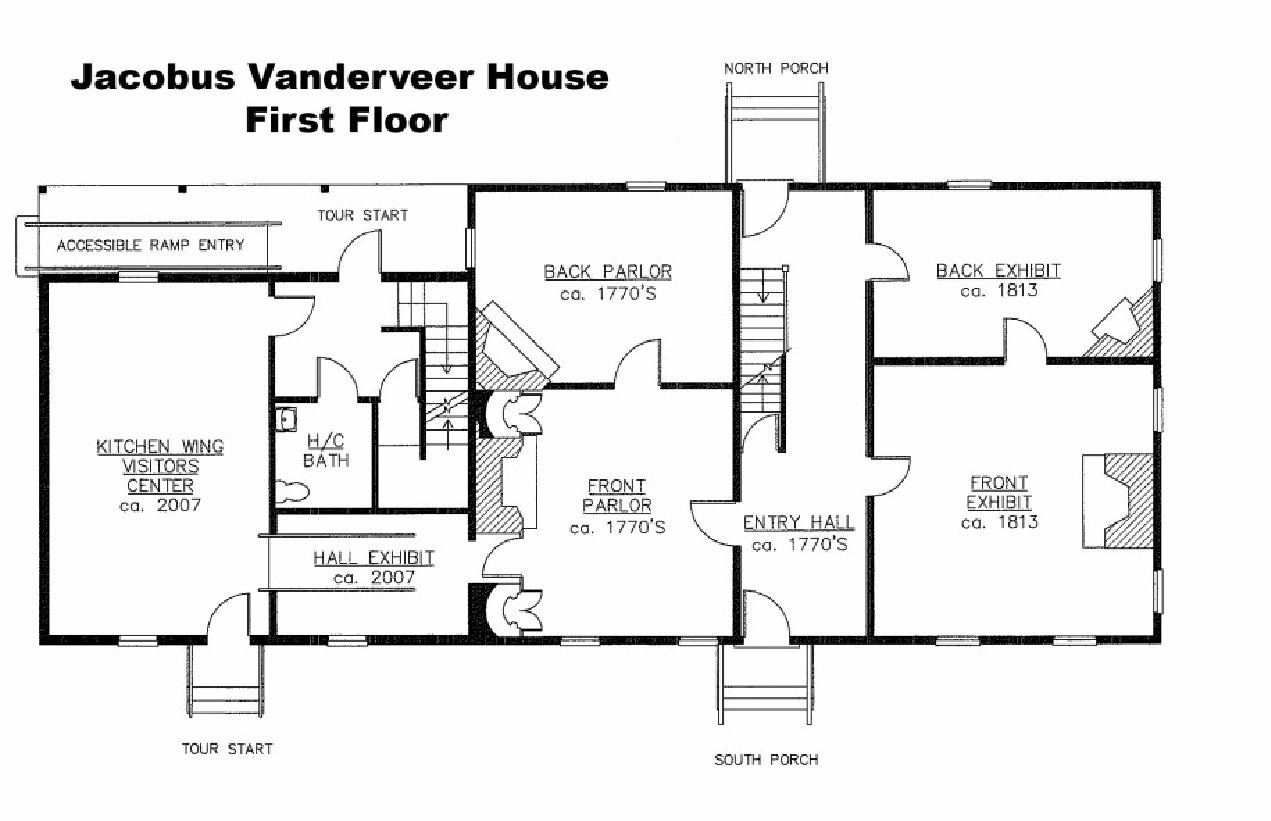 Jacobus Vanderveer House
First Floor
NORTH PORCH
TOUR START
ACCESSIBLE RAMP ENTRY
BACK PARLOR
ca. 1770'S
BACK EXHIBIT
ca. 1813
KITCHEN WING
VISITORS
CENTER
ca. 2007
H/C
BATH
FRONT
PARLOR
ca. 1770'S
ENTRY HALL
ca. 1770'S
FRONT
EXHIBIT
ca. 1813
HALL EXHIBIT
ca. 2007
TOUR START
SOUTH PORCH